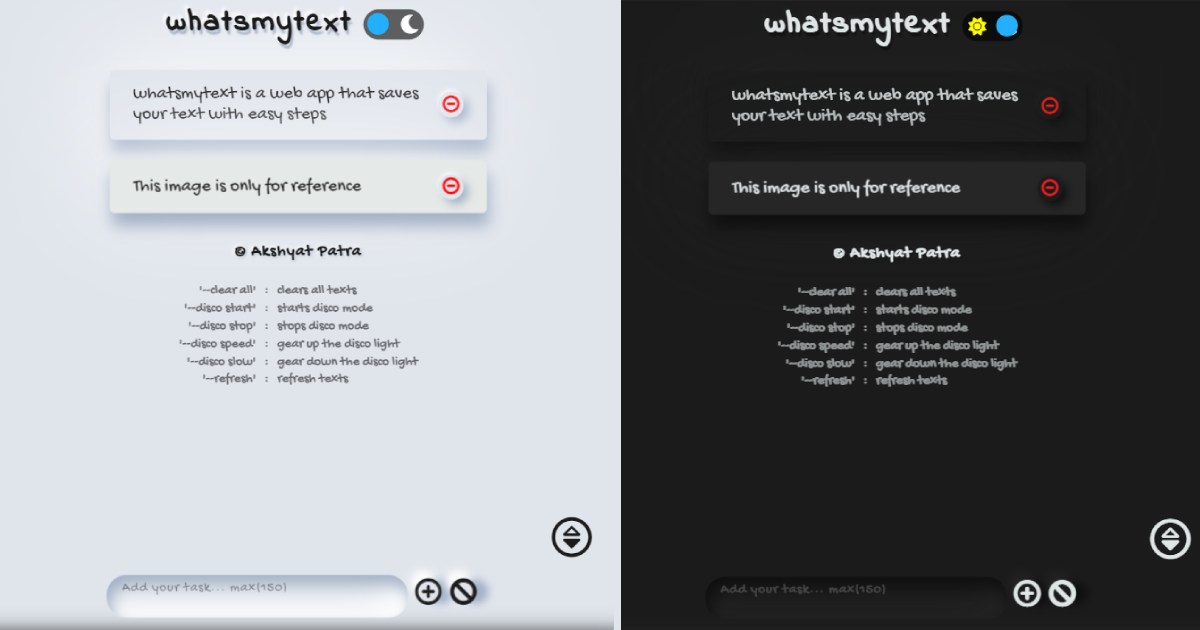 whatsmytext
whatsmytext is a web app that saves
your text with easy steps
This image is only for reference
© Akshyat Patra
'--clear all' : clears all texts
'--disco start' : starts disco mode
'--disco stop' : stops disco mode
'--disco speed' : gear up the disco light
'--disco slow' : gear down the disco light
'--refresh' : refresh texts
Add your task... max(150)
whatsmytext
whatsmytext is a web app that saves
your text with easy steps
This image is only for reference
© Akshyat Patra
'--clear all' : clears all texts
'--disco start' : starts disco mode
'--disco stop' : stops disco mode
'--disco speed' : gear up the disco light
'--disco slow' : gear down the disco light
'--refresh' : refresh texts
Add your task... max(150)